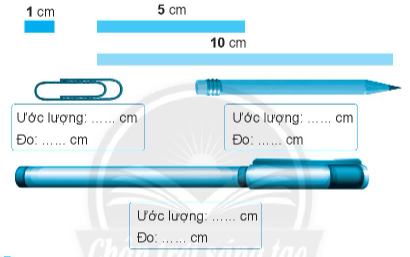 1 cm
5 cm
10 cm
Ước lượng: ...... cm
Đo: ...... cm
Ước lượng: ...... cm
Đo: ...... cm
Ước lượng: ...... cm
Đo: ...... cm
Chân trời sáng tạo